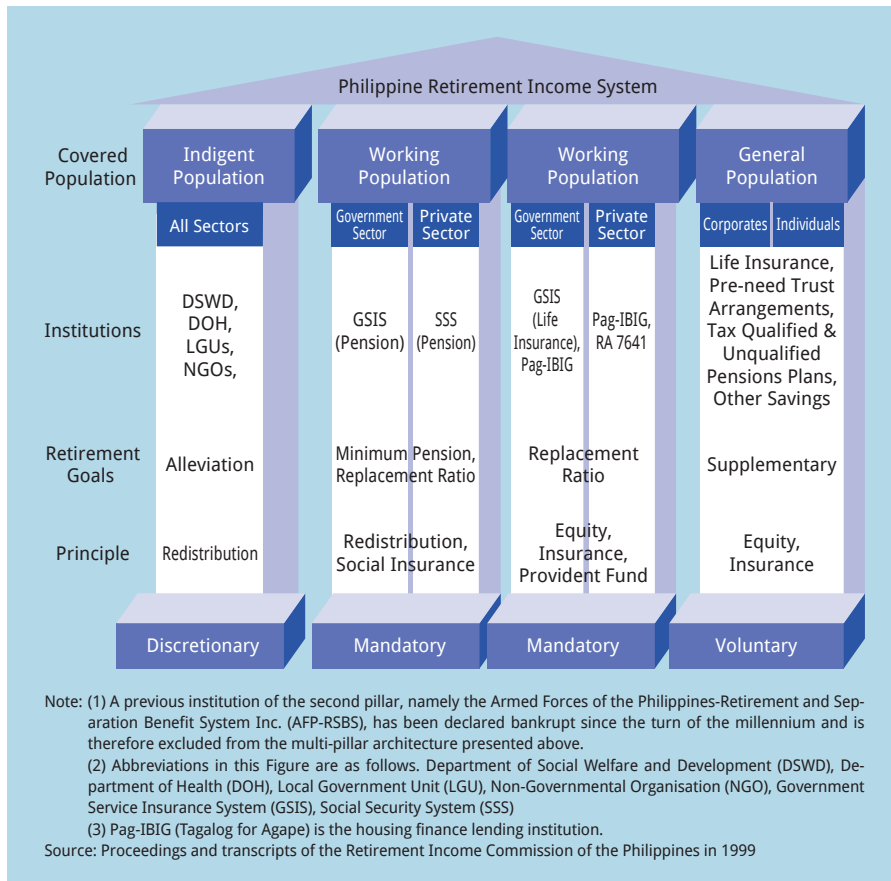 Philippine Retirement Income System
Covered
Population
Indigent
Population
Working
Population
Working
Population
General
Population
All Sectors
Government
Sector
Private
Sector
Government
Sector
Private
Sector
Corporates
Individuals
Institutions
DSWD,
DOH,
LGUs,
NGOs,
GSIS
(Pension)
SSS
(Pension)
GSIS
(Life
Insurance),
Pag-IBIG
Pag-IBIG,
RA 7641
Life Insurance,
Pre-need Trust
Arrangements,
Tax Qualified &
Unqualified
Pensions Plans,
Other Savings
Retirement
Goals
Alleviation
Minimum Pension,
Replacement Ratio
Replacement
Ratio
Supplementary
Principle
Redistribution
Redistribution,
Social Insurance
Equity,
Insurance,
Provident Fund
Equity,
Insurance
Discretionary
Mandatory
Mandatory
Voluntary
Note: (1) A previous institution of the second pillar, namely the Armed Forces of the Philippines-Retirement and Sep-
aration Benefit System Inc. (AFP-RSBS), has been declared bankrupt since the turn of the millennium and is
therefore excluded from the multi-pillar architecture presented above.
(2) Abbreviations in this Figure are as follows. Department of Social Welfare and Development (DSWD), De-
partment of Health (DOH), Local Government Unit (LGU), Non-Governmental Organisation (NGO), Government
Service Insurance System (GSIS), Social Security System (SSS)
(3) Pag-IBIG (Tagalog for Agape) is the housing finance lending institution.
Source: Proceedings and transcripts of the Retirement Income Commission of the Philippines in 1999